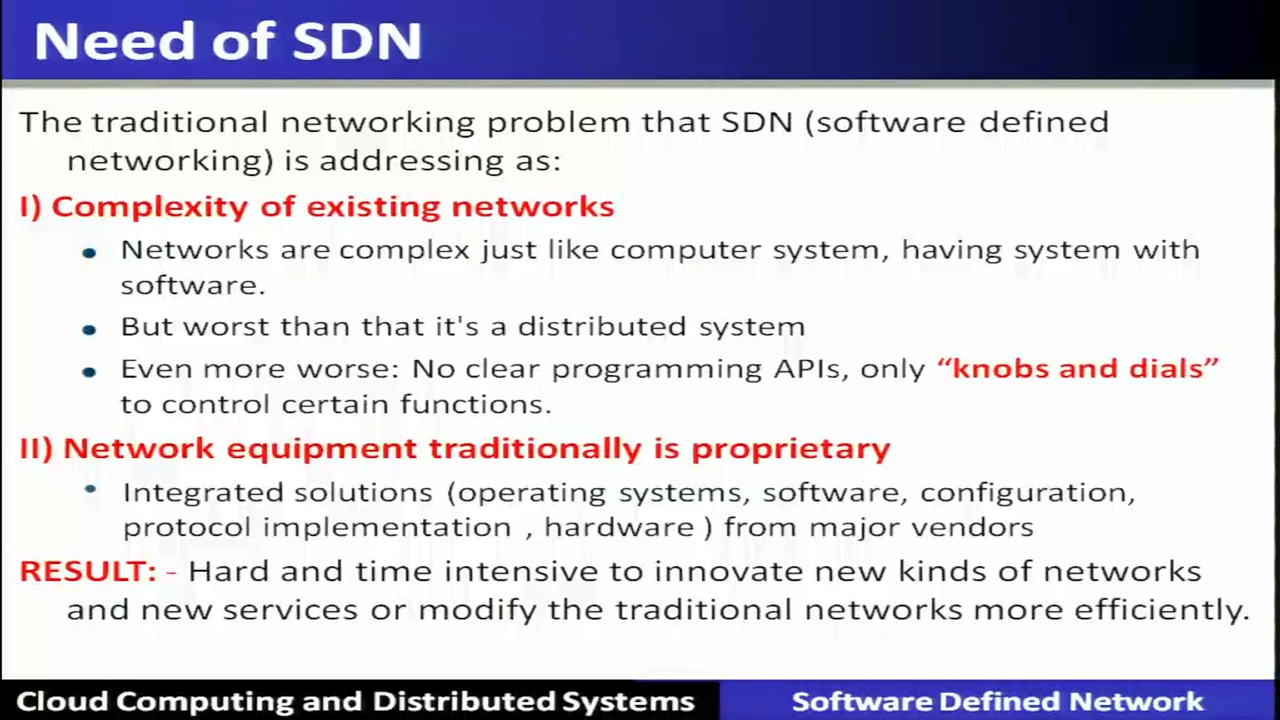 Need of SDN
The traditional networking problem that SDN (software defined
networking) is addressing as:
I) Complexity of existing networks
• Networks are complex just like computer system, having system with
software.
• But worst than that it's a distributed system
• Even more worse: No clear programming APIs, only “knobs and dials”
to control certain functions.
II) Network equipment traditionally is proprietary
• Integrated solutions (operating systems, software, configuration,
protocol implementation , hardware ) from major vendors
RESULT: - Hard and time intensive to innovate new kinds of networks
and new services or modify the traditional networks more efficiently.
Cloud Computing and Distributed Systems
Software Defined Network